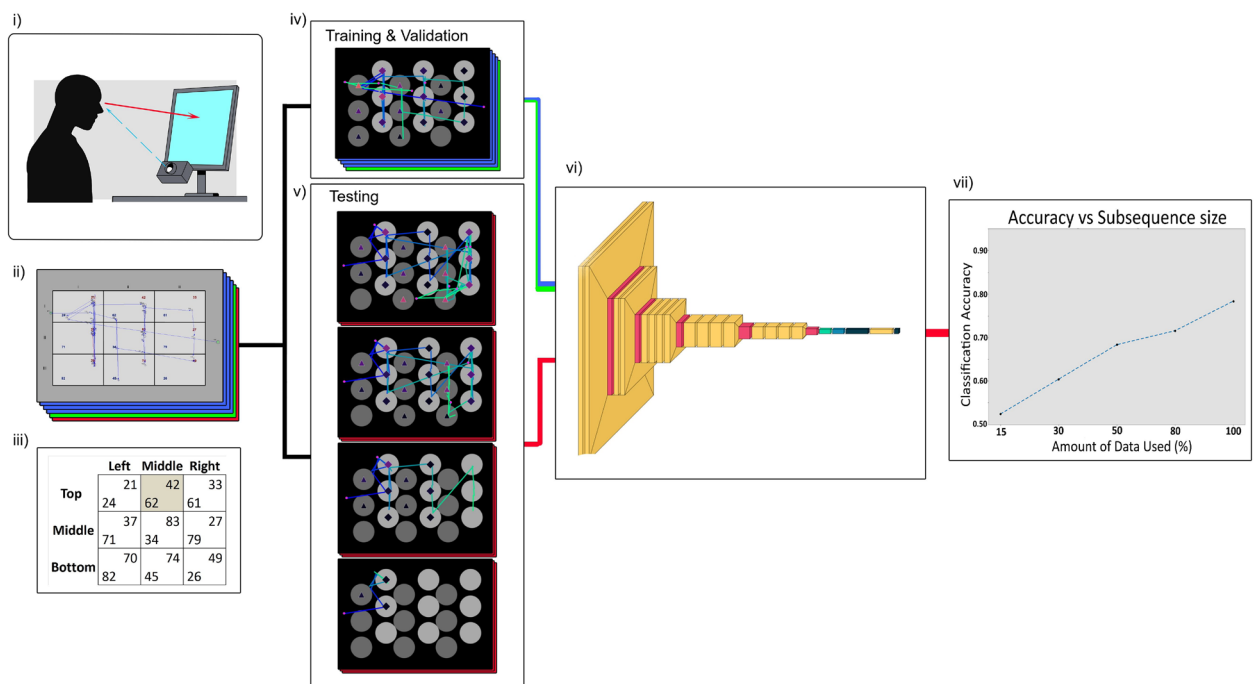 i)
ii)
iii)
Left Middle Right
Top
21
24
42
62
33
61
Middle
37
71
83
34
27
79
Bottom
70
82
74
45
49
26
iv)
Training & Validation
v)
Testing
vi)
vii)
Accuracy vs Subsequence size
Classification Accuracy
0.90
0.80
0.70
0.60
0.50
15 30 50 80 100
Amount of Data Used (%)